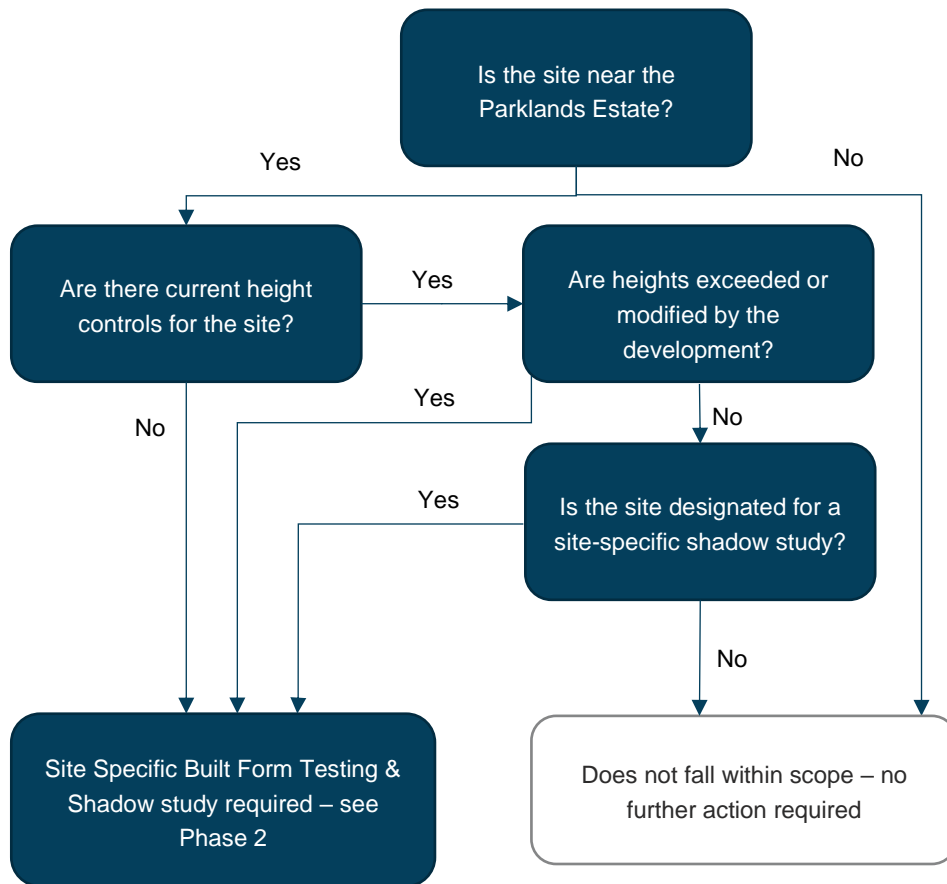 Is the site near the
Parklands Estate?
Yes
No
Are there current height
controls for the site?
Yes
Are heights exceeded or
modified by the
development?
No
Yes
No
Is the site designated for a
site-specific shadow study?
Yes
No
Site Specific Built Form Testing &
Shadow study required – see
Phase 2
Does not fall within scope – no
further action required